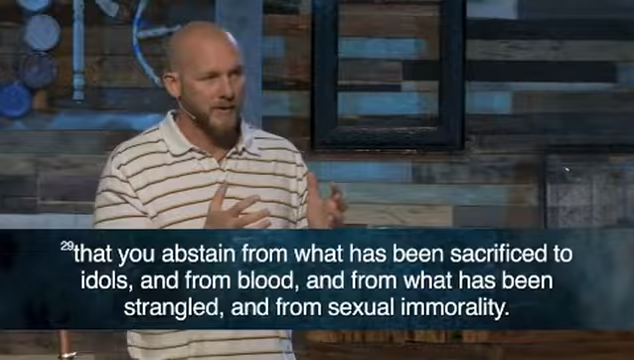 29that you abstain from what has been sacrificed to
idols, and from blood, and from what has been
strangled, and from sexual immorality.